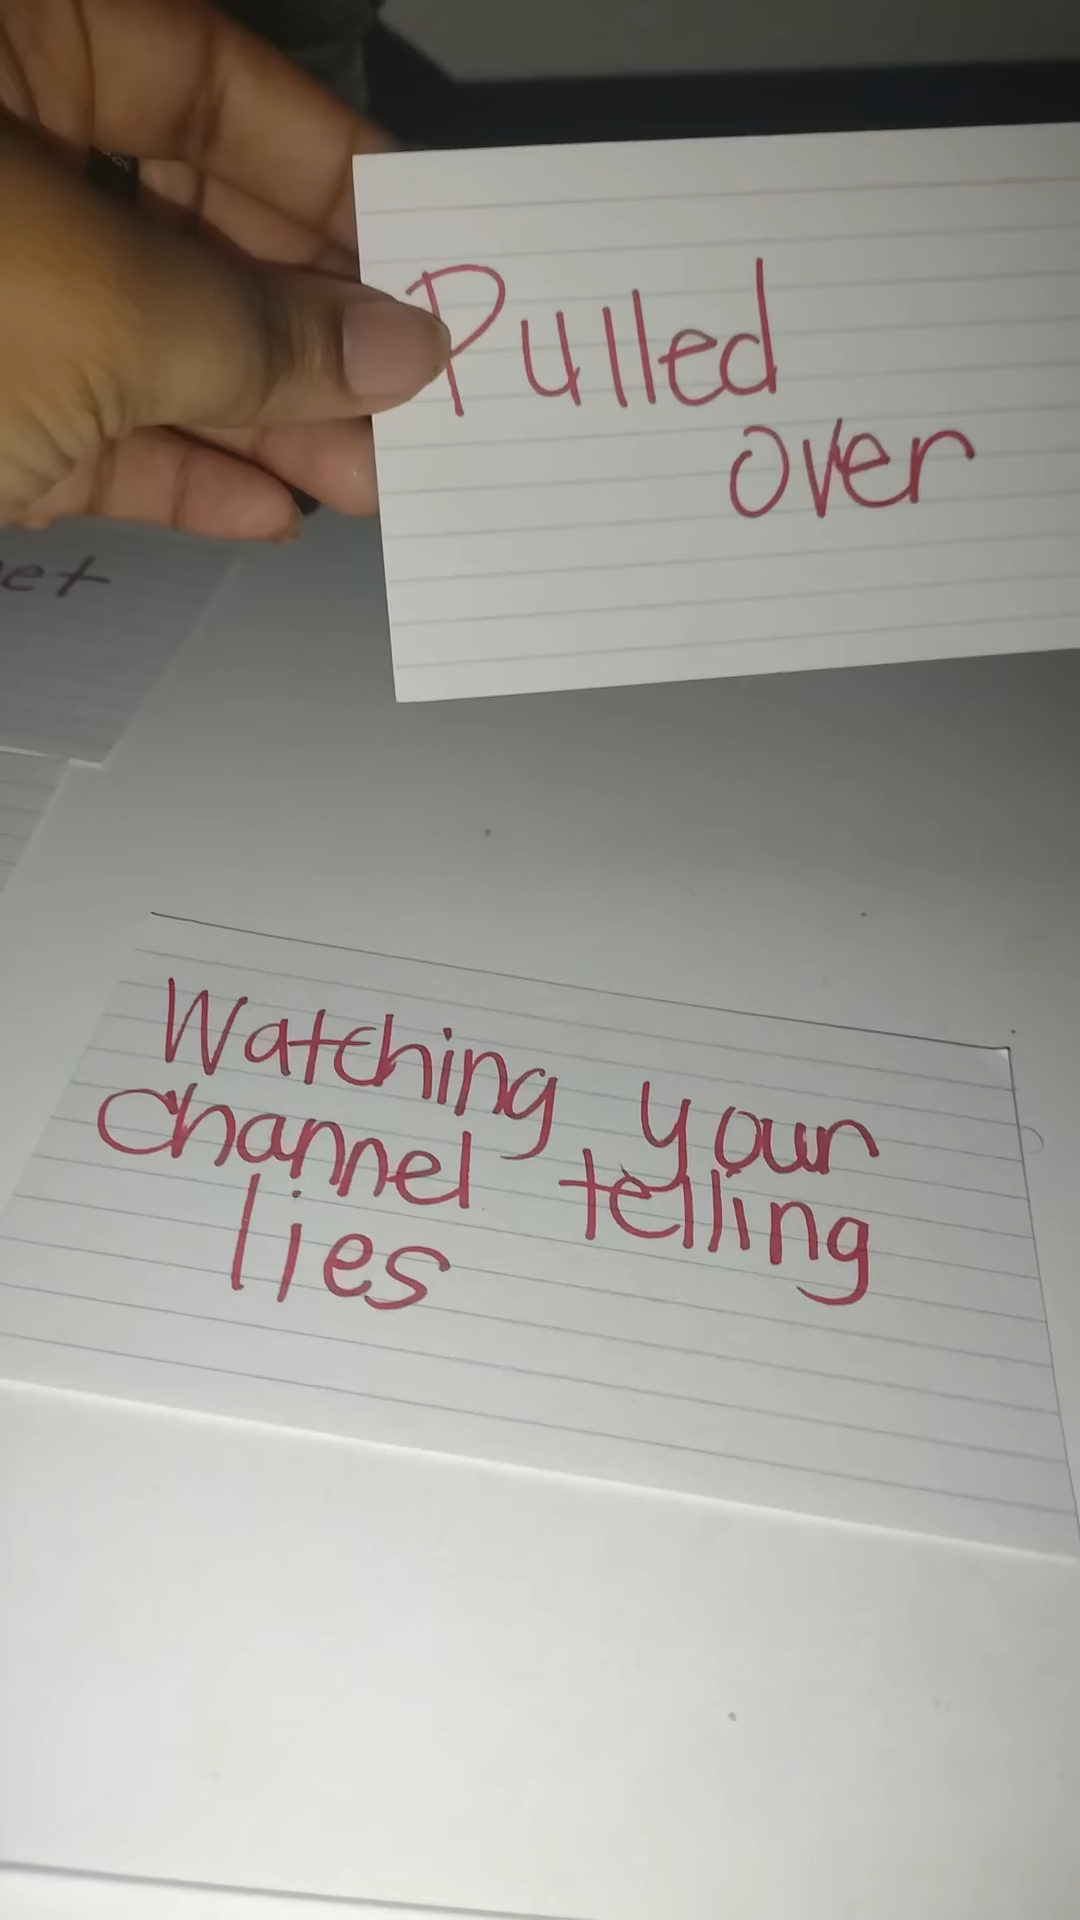 Pulled
over
Watching your
channel telling
lies